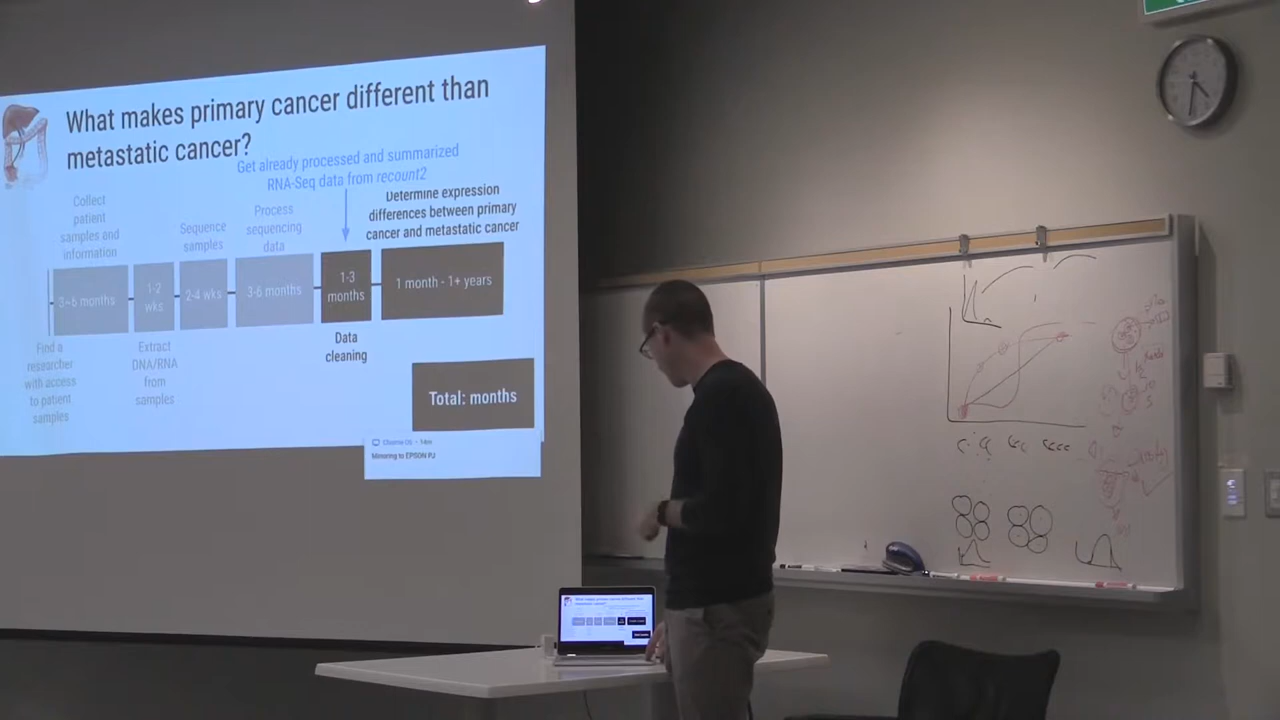 What makes primary cancer different than
metastatic cancer?
Get already processed and summarized
RNA-Seq data from recount2
Collect
patient
samples and
information
Sequence
samples
Process
sequencing
data
Determine expression
differences between primary
cancer and metastatic cancer
3-6 months
1-2
wks
2-4 wks
3-6 months
1-3
months
1 month - 1+ years
Find a
researcher
with access
to patient
samples
Extract
DNA/RNA
from
samples
Data
cleaning
Total: months
Chrome OS • 14m
Mirroring to EPSON PJ